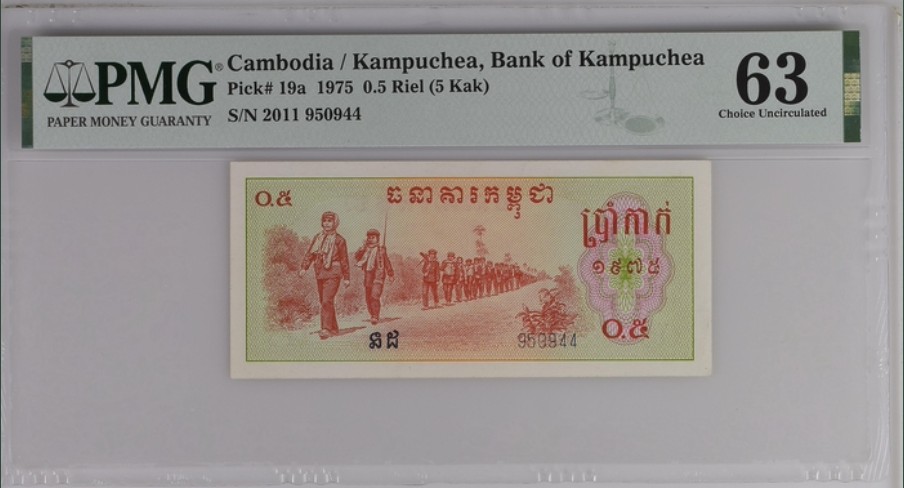 PMG®
PAPER MONEY GUARANTY
Cambodia / Kampuchea, Bank of Kampuchea
Pick# 19a 1975 0.5 Riel (5 Kak)
S/N 2011 950944
63
Choice Uncirculated
០.៥
ធនាគារកម្ពុជា
ប្រាំកាក់
១៩៧៥
០.៥
នដ
950944